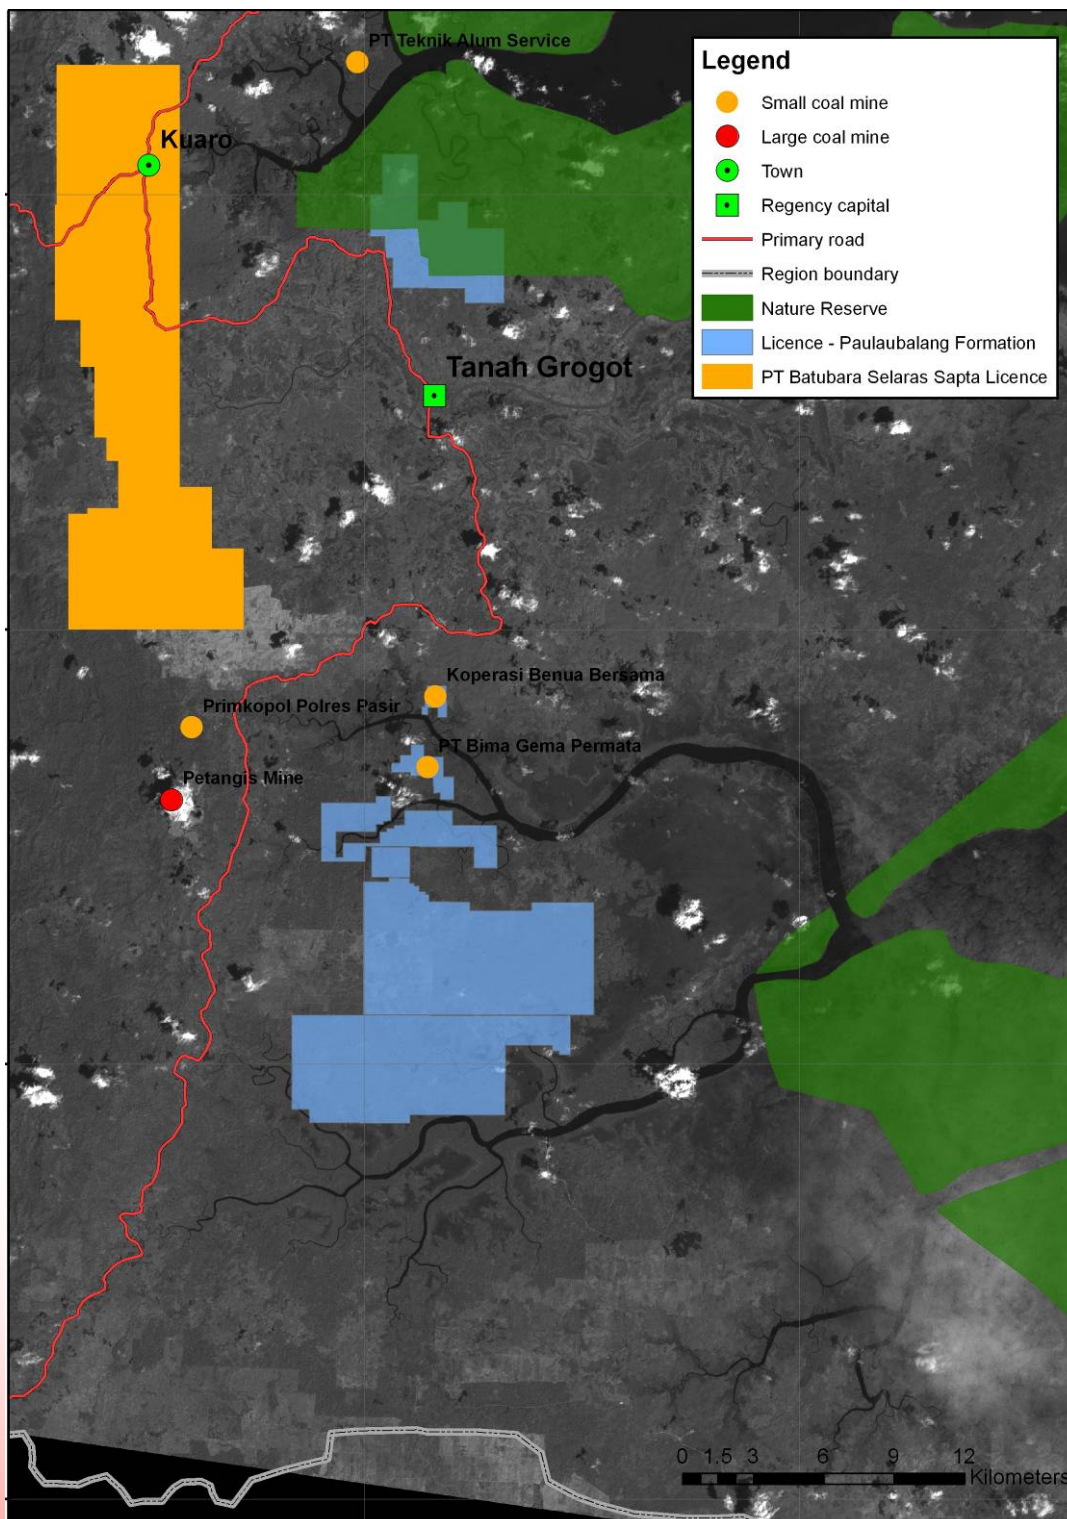 PT Teknik Alum Service
Kuaro
Legend
Small coal mine
Large coal mine
Town
Regency capital
Primary road
Region boundary
Nature Reserve
Licence - Paulaubalang Formation
PT Batubara Selaras Sapta Licence
Tanah Grogot
Koperasi Benua Bersama
Primkopol Polres Pasir
PT Bima Gema Permata
Petangis Mine
0 1.5 3 6 9 12
Kilometers